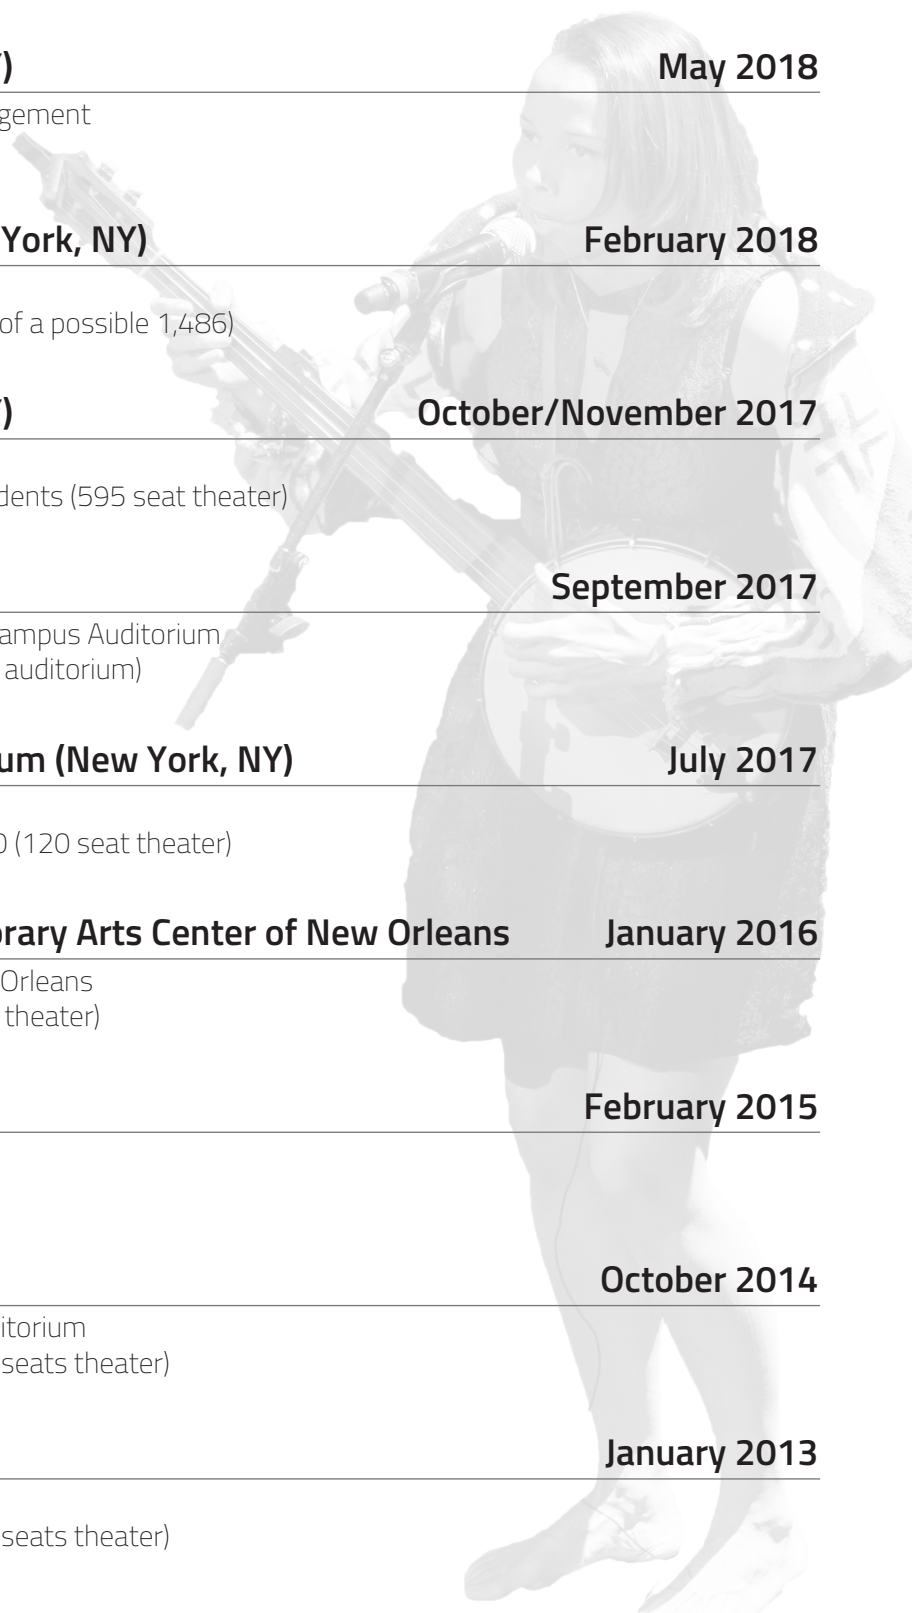 Y) May 2018
gement
York, NY) February 2018
of a possible 1,486)
Y) October/November 2017
dents (595 seat theater)
September 2017
ampus Auditorium
auditorium)
um (New York, NY) July 2017
0 (120 seat theater)
orary Arts Center of New Orleans January 2016
Orleans
theater)
February 2015
October 2014
itorium
seats theater)
January 2013
seats theater)